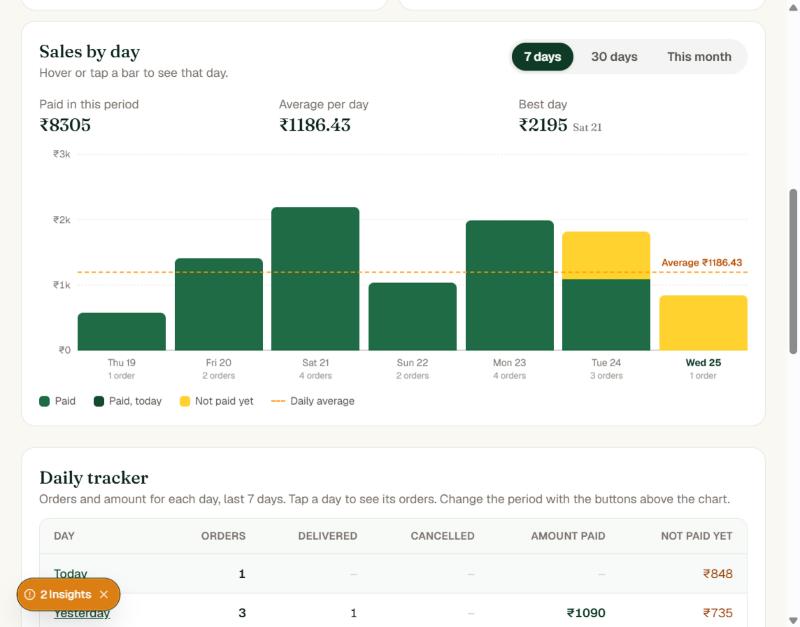 Sales by day
Hover or tap a bar to see that day.
7 days 30 days This month
Paid in this period Average per day Best day
₹8305 ₹1186.43 ₹2195 Sat 21
₹3k
₹2k
Average ₹1186.43
₹1k
₹0
Thu 19 Fri 20 Sat 21 Sun 22 Mon 23 Tue 24 Wed 25
1 order 2 orders 4 orders 2 orders 4 orders 3 orders 1 order
Paid Paid, today Not paid yet Daily average
Daily tracker
Orders and amount for each day, last 7 days. Tap a day to see its orders. Change the period with the buttons above the chart.
DAY ORDERS DELIVERED CANCELLED AMOUNT PAID NOT PAID YET
Today 1 – – – ₹848
2 Insights
Yesterday 3 1 – ₹1090 ₹735